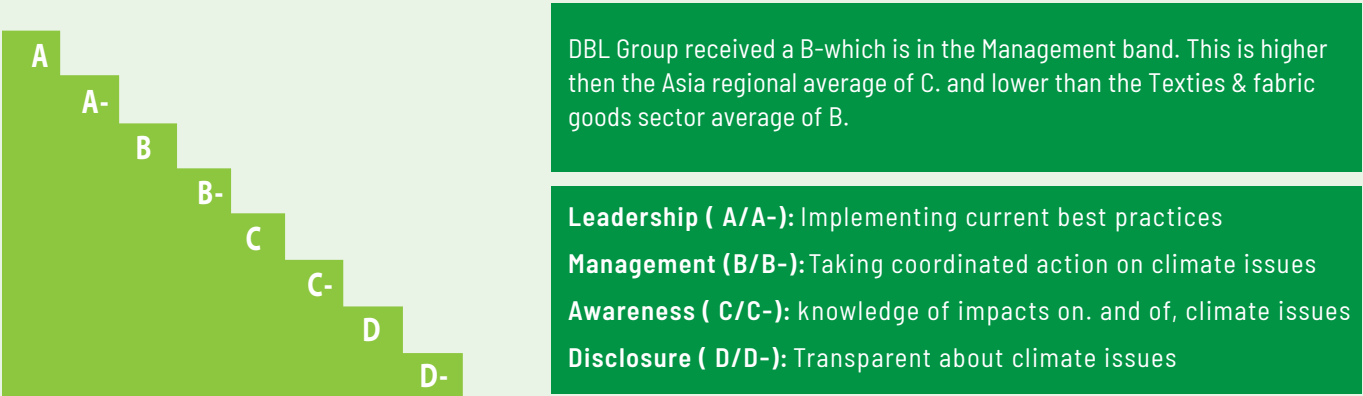 A
A-
B
B-
C
C-
D
D-
DBL Group received a B-which is in the Management band. This is higher
then the Asia regional average of C. and lower than the Texties & fabric
goods sector average of B.
Leadership ( A/A-): Implementing current best practices
Management (B/B-): Taking coordinated action on climate issues
Awareness ( C/C-): knowledge of impacts on. and of, climate issues
Disclosure ( D/D-): Transparent about climate issues